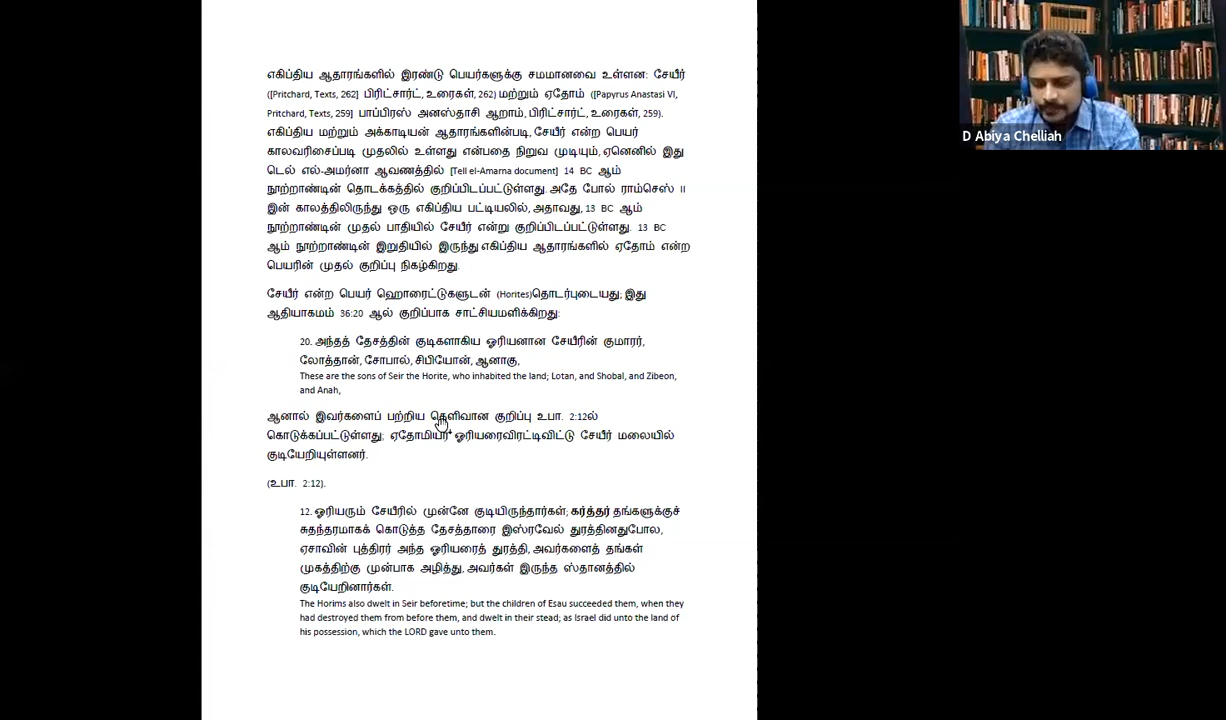 எகிப்திய ஆதாரங்களில் இரண்டு பெயர்களுக்கு சமமானவை உள்ளன: சேயீர்
([Pritchard, Texts, 262] பிரிட்சார்ட், உரைகள், 262) மற்றும் ஏதோம் ([Papyrus Anastasi VI,
Pritchard, Texts, 259] பாப்பிரஸ் அனஸ்தாசி ஆறாம், பிரிட்சார்ட், உரைகள், 259).
எகிப்திய மற்றும் அக்காடியன் ஆதாரங்களின்படி, சேயீர் என்ற பெயர்
காலவரிசைப்படி முதலில் உள்ளது என்பதை நிறுவ முடியும், ஏனெனில் இது
டெல் எல்-அமர்னா ஆவணத்தில் [Tell el-Amarna document] 14 BC ஆம்
நூற்றாண்டின் தொடக்கத்தில் குறிப்பிடப்பட்டுள்ளது. அதே போல் ராம்செஸ் II
இன் காலத்திலிருந்து ஒரு எகிப்திய பட்டியலில், அதாவது, 13 BC ஆம்
நூற்றாண்டின் முதல் பாதியில் சேயீர் என்று குறிப்பிடப்பட்டுள்ளது. 13 BC
ஆம் நூற்றாண்டின் இறுதியில் இருந்து எகிப்திய ஆதாரங்களில் ஏதோம் என்ற
பெயரின் முதல் குறிப்பு நிகழ்கிறது.
சேயீர் என்ற பெயர் ஹொரைட்டுகளுடன் (Horites)தொடர்புடையது; இது
ஆதியாகமம் 36:20 ஆல் குறிப்பாக சாட்சியமளிக்கிறது:
20. அந்தத் தேசத்தின் குடிகளாகிய ஓரியனான சேயீரின் குமாரர்,
லோத்தான், சோபால், சிபியோன், ஆனாகு,
These are the sons of Seir the Horite, who inhabited the land; Lotan, and Shobal, and Zibeon,
and Anah,
ஆனால் இவர்களைப் பற்றிய தெளிவான குறிப்பு உபா. 2:12ல்
கொடுக்கப்பட்டுள்ளது; ஏதோமியர் ஓரியரைவிரட்டிவிட்டு சேயீர் மலையில்
குடியேறியுள்ளனர்.
(உபா. 2:12).
12. ஓரியரும் சேயீரில் முன்னே குடியிருந்தார்கள்; கர்த்தர் தங்களுக்குச்
சுதந்தரமாகக் கொடுத்த தேசத்தாரை இஸ்ரவேல் துரத்தினதுபோல,
ஏசாவின் புத்திரர் அந்த ஓரியரைத் துரத்தி, அவர்களைத் தங்கள்
முகத்திற்கு முன்பாக அழித்து, அவர்கள் இருந்த ஸ்தானத்தில்
குடியேறினார்கள்.
The Horims also dwelt in Seir beforetime; but the children of Esau succeeded them, when they
had destroyed them from before them, and dwelt in their stead; as Israel did unto the land of
his possession, which the LORD gave unto them.
D Abiya Chelliah